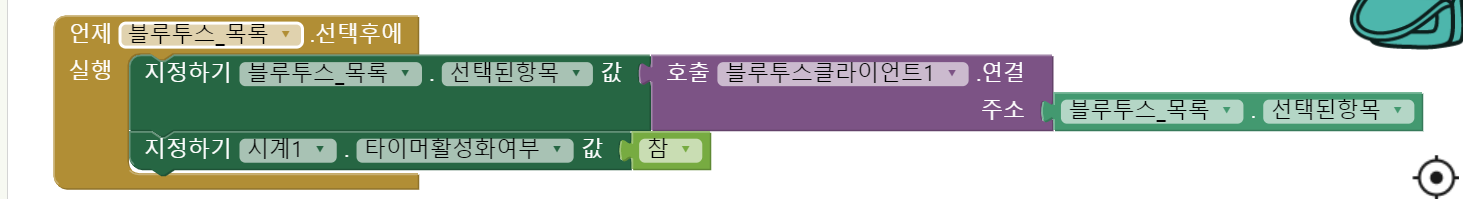 언제 블루투스_목록 .선택후에
실행 지정하기 블루투스_목록 . 선택된항목 값 호출 블루투스클라이언트1 .연결
주소 블루투스_목록 . 선택된항목
지정하기 시계1 . 타이머활성화여부 값 참